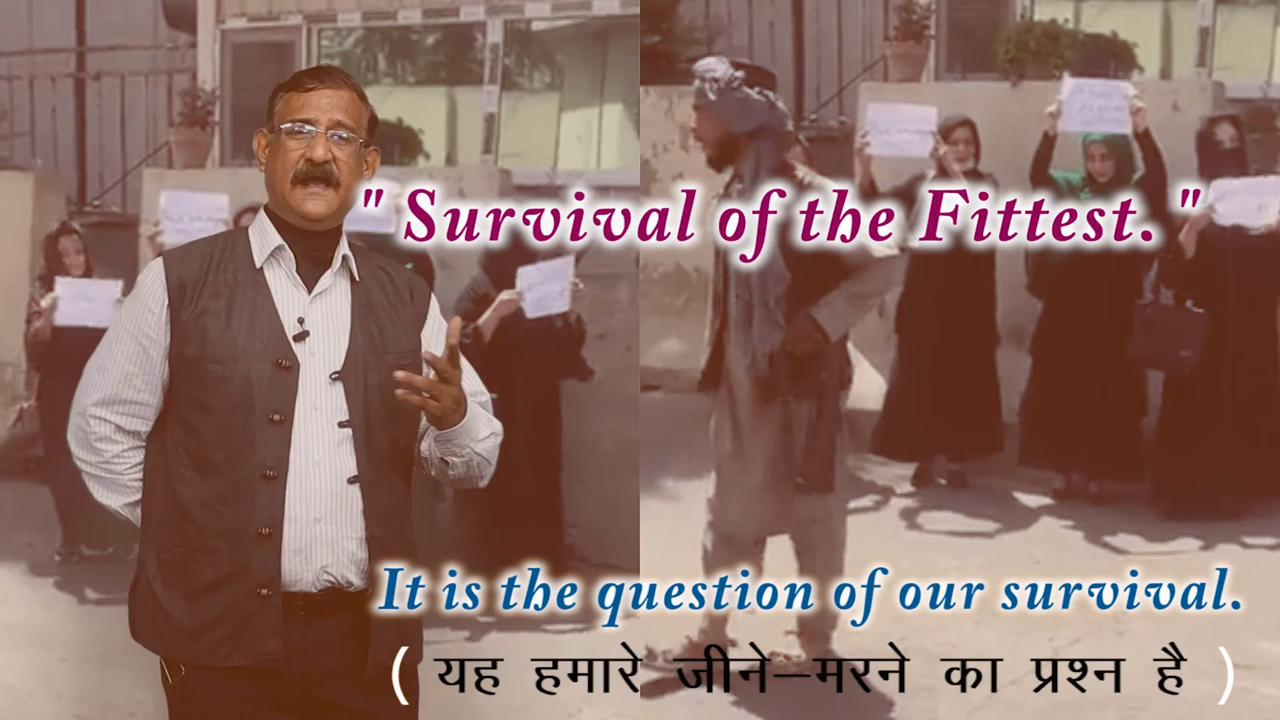 " Survival of the Fittest. "
It is the question of our survival.
( यह हमारे जीने–मरने का प्रश्न है )